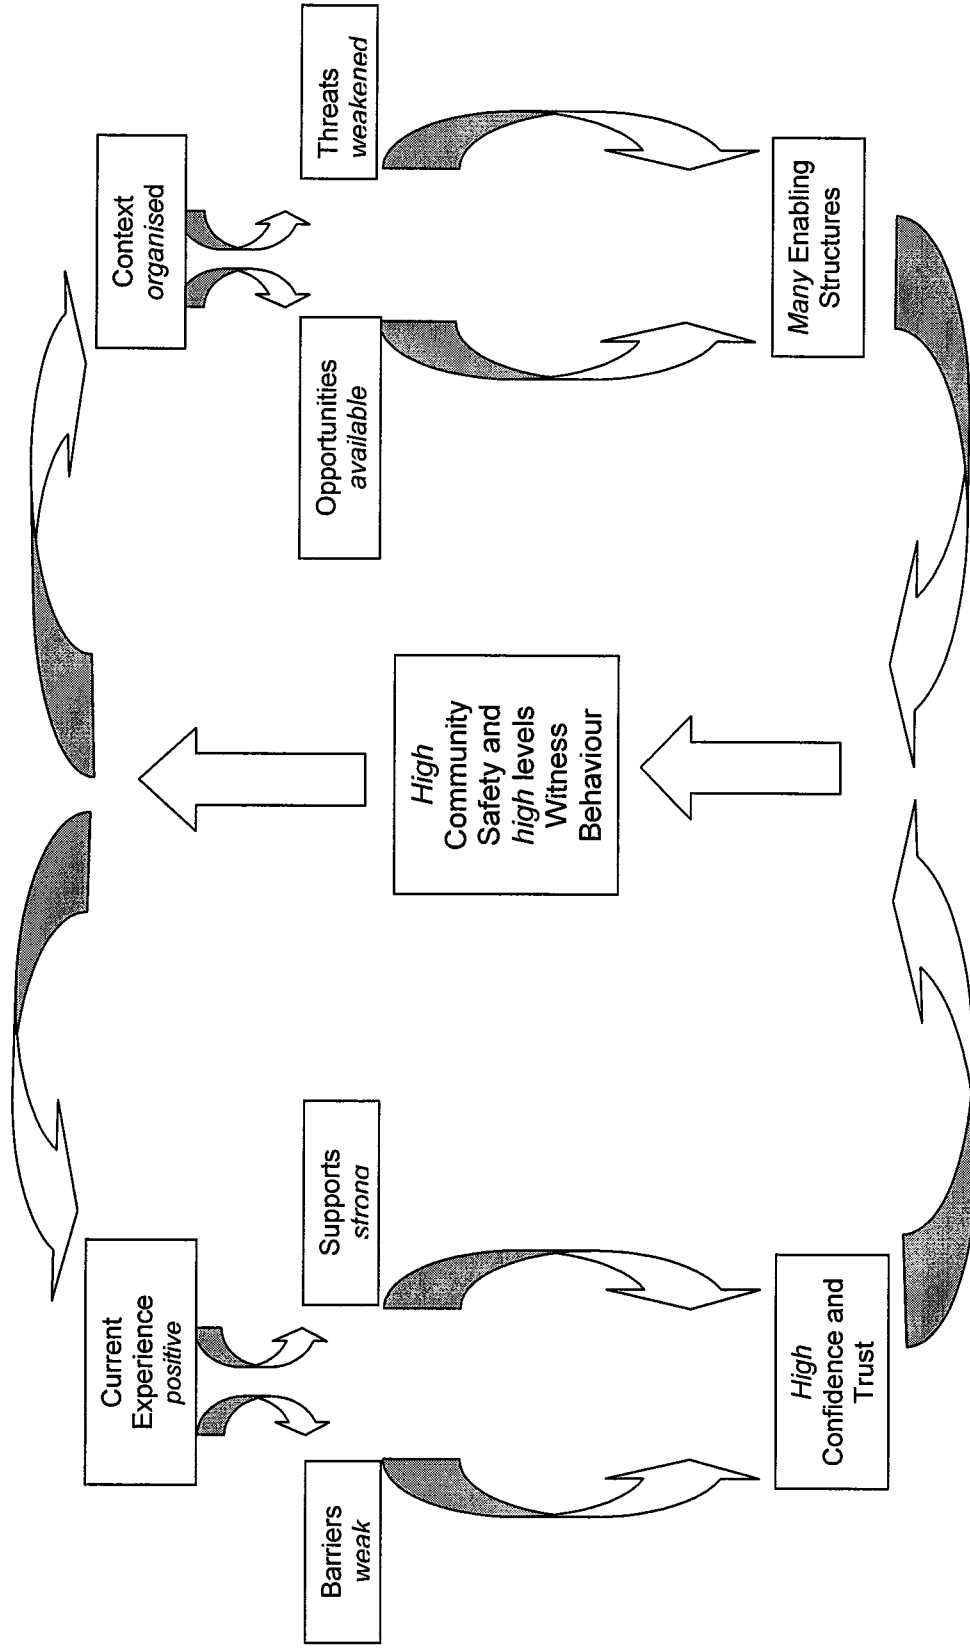 Current
Experience
positive
Context
organised
Barriers
weak
Supports
strong
Opportunities
available
Threats
weakened
High
Community
Safety and
high levels
Witness
Behaviour
High
Confidence and
Trust
Many Enabling
Structures